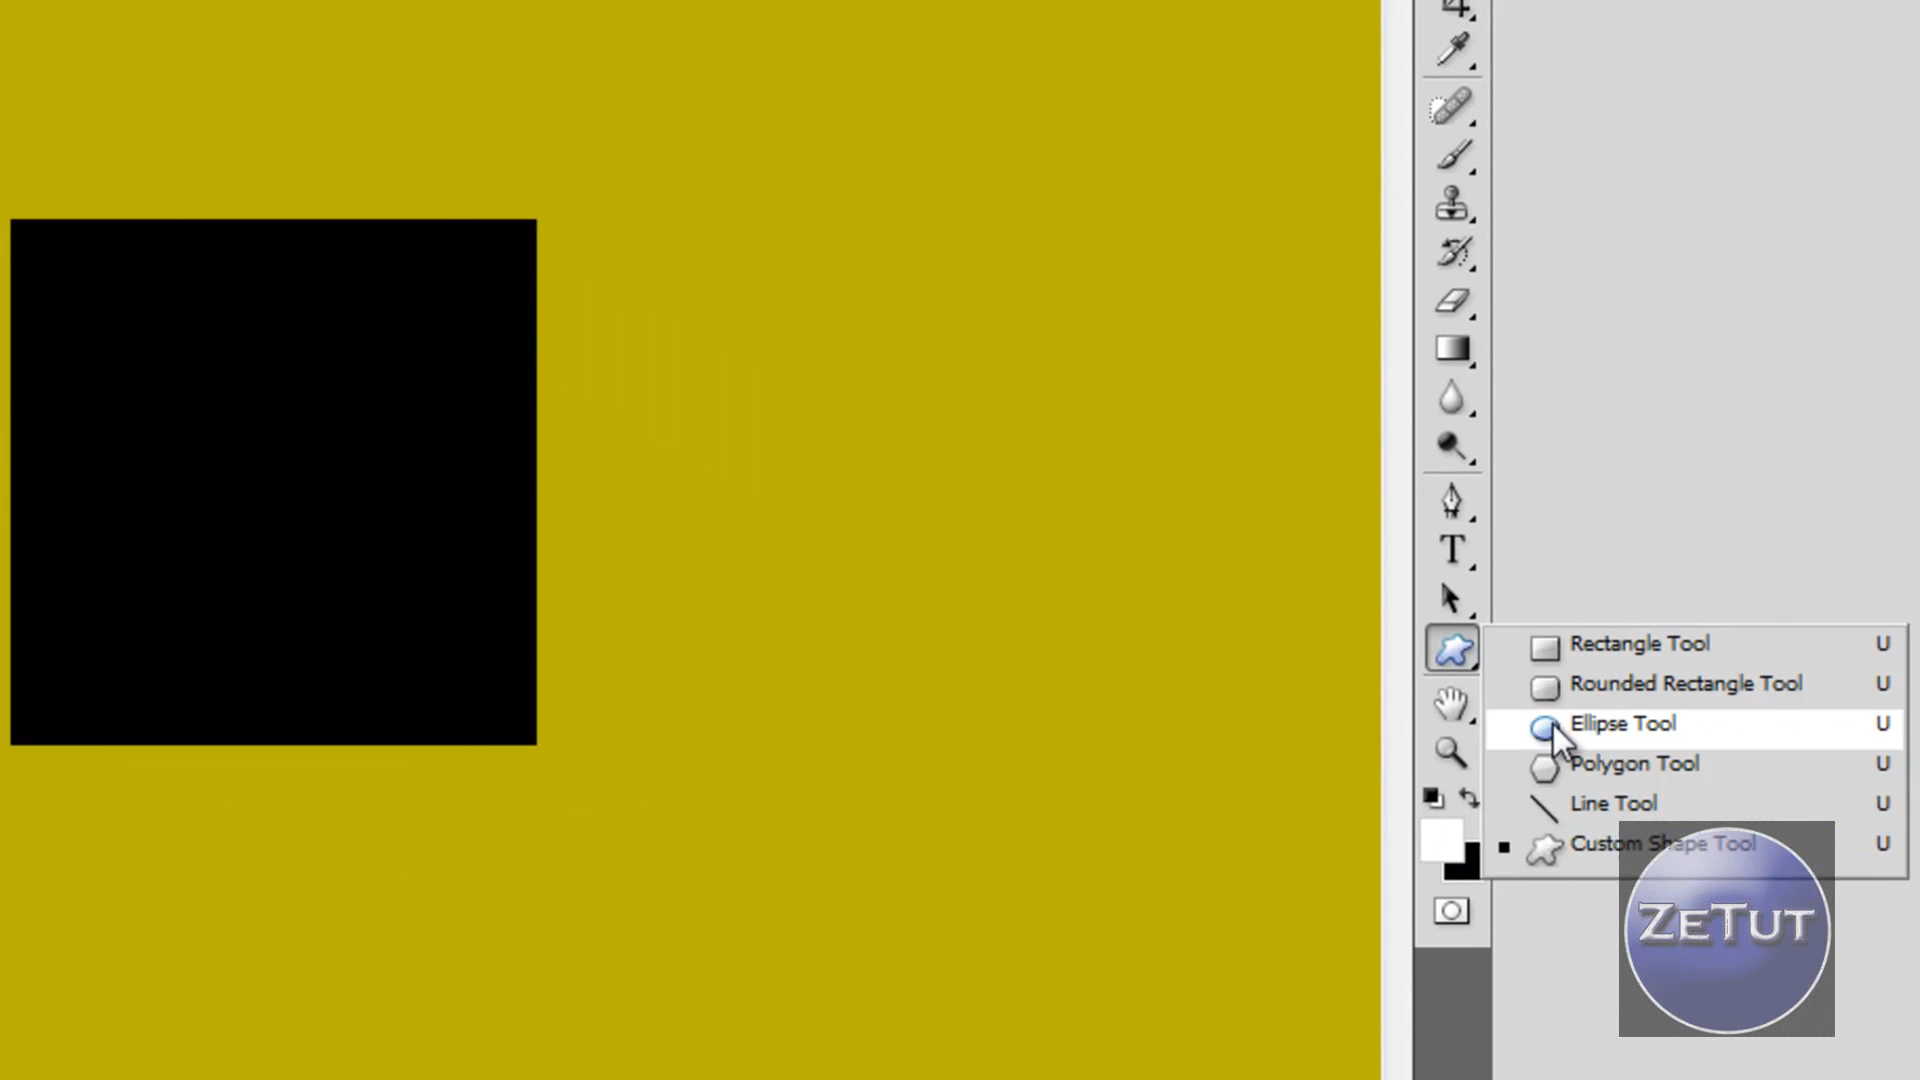 T
Rectangle Tool U
Rounded Rectangle Tool U
Ellipse Tool U
Polygon Tool U
Line Tool U
Custom Shape Tool U
ZETUT